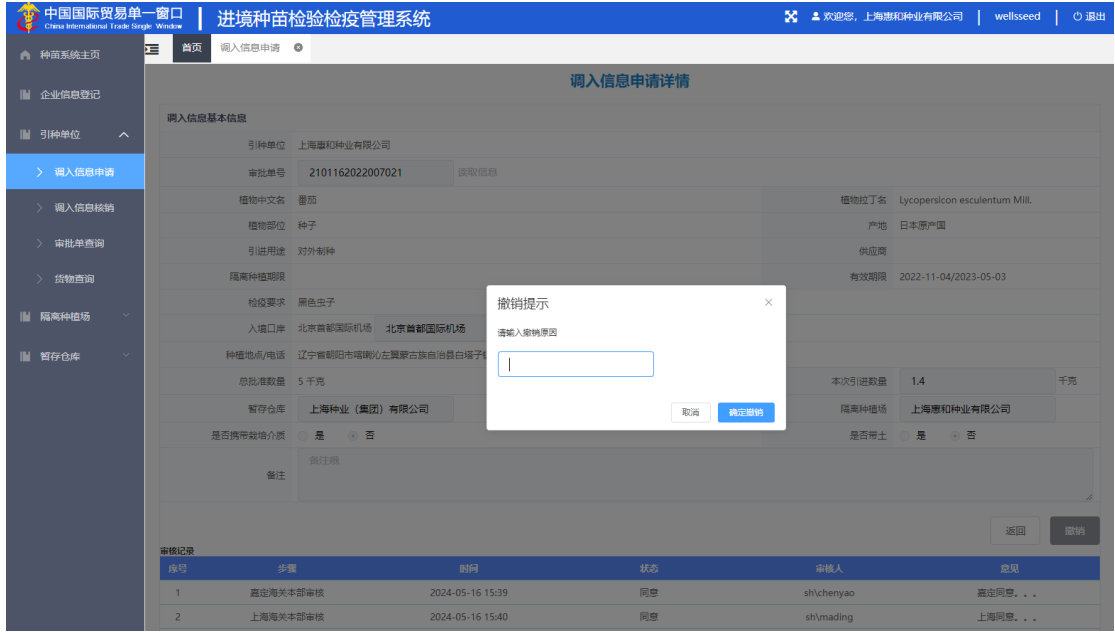 中国国际贸易单一窗口
China International Trade Single Window
进境种苗检验检疫管理系统
欢迎您，上海惠和种业有限公司
wellsseed
退出
种苗系统主页
首页
调入信息申请
企业信息登记
引种单位
调入信息申请
调入信息核销
审批单查询
货物查询
隔离种植场
暂存仓库
调入信息申请详情
调入信息基本信息
引种单位 上海惠和种业有限公司
审批单号 2101162022007021 读取信息
植物中文名 番茄 植物拉丁名 Lycopersicon esculentum Mill.
植物部位 种子 产地 日本原产国
引进用途 对外制种 供应商
隔离种植期限 有效期限 2022-11-04/2023-05-03
检疫要求 黑色虫子
入境口岸 北京首都国际机场 北京首都国际机场
种植地点/电话 辽宁省朝阳市喀喇沁左翼蒙古族自治县白塔子
总批准数量 5 千克 本次引进数量 1.4 千克
暂存仓库 上海种业（集团）有限公司 隔离种植场 上海惠和种业有限公司
是否携带栽培介质 是 否 是否带土 是 否
备注 备注项
撤销提示
请输入撤销原因
取消 确定撤销
返回 撤销
审核记录
序号 步骤 时间 状态 审核人 意见
1 嘉定海关本部审核 2024-05-16 15:39 同意 sh\chenyao 嘉定同意。。。
2 上海海关本部审核 2024-05-16 15:40 同意 sh\mading 上海同意。。。